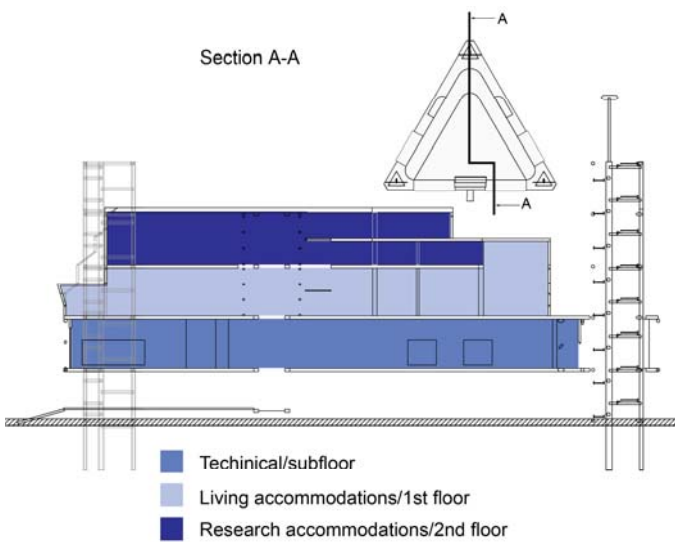 A
Section A-A
A
Techinical/subfloor
Living accommodations/1st floor
Research accommodations/2nd floor